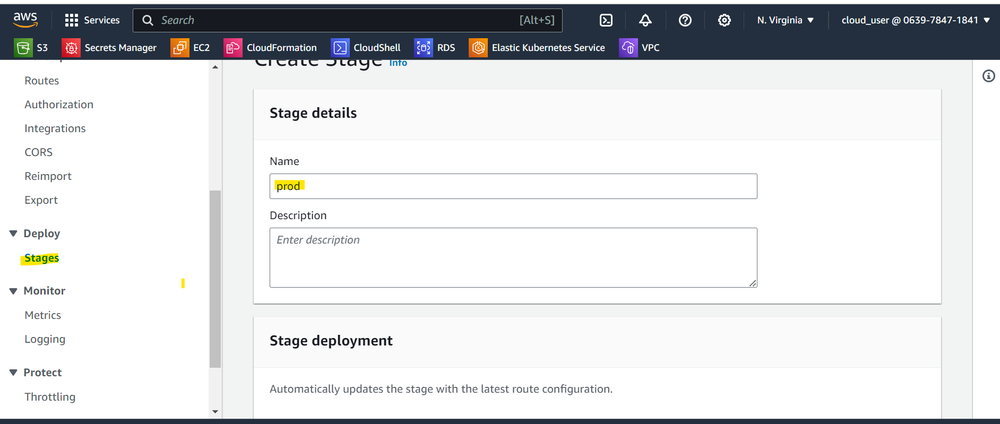 aws Services Search [Alt+S] N. Virginia cloud_user @ 0639-7847-1841
S3 Secrets Manager EC2 CloudFormation CloudShell RDS Elastic Kubernetes Service VPC
Routes
Authorization
Integrations
CORS
Reimport
Export
Deploy
Stages
Monitor
Metrics
Logging
Protect
Throttling
Create Stage Info
Stage details
Name
prod
Description
Enter description
Stage deployment
Automatically updates the stage with the latest route configuration.